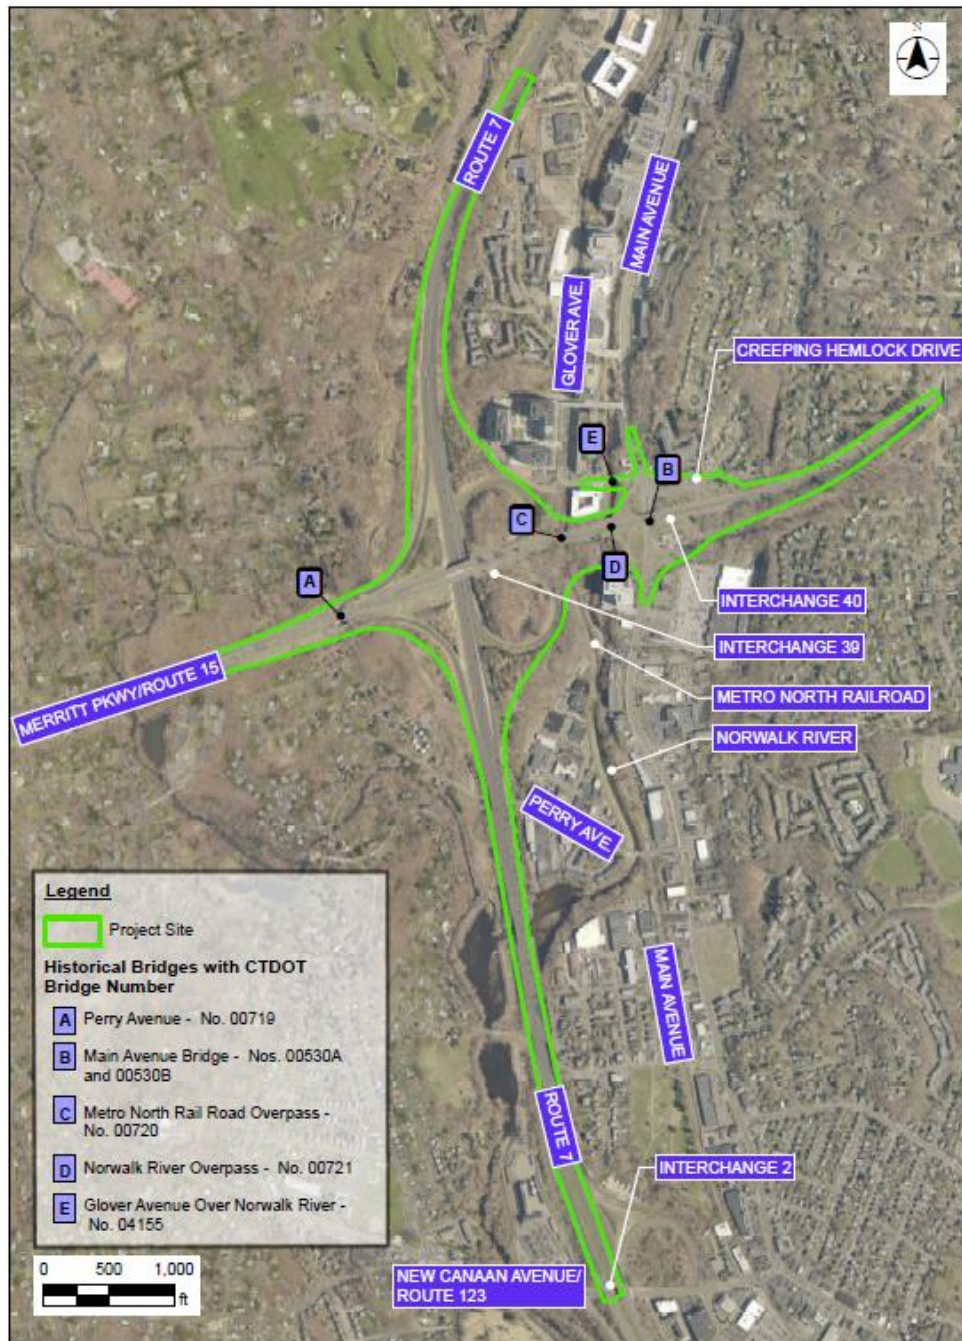 N
ROUTE 7
MAIN AVENUE
GLOVER AVE.
CREEPING HEMLOCK DRIVE
E
B
C
D
A
INTERCHANGE 40
INTERCHANGE 39
MERRITT PKWY/ROUTE 15
METRO NORTH RAILROAD
NORWALK RIVER
PERRY AVE.
MAIN AVENUE
ROUTE 7
INTERCHANGE 2
NEW CANAAN AVENUE/
ROUTE 123
Legend
Project Site
Historical Bridges with CTDOT
Bridge Number
A Perry Avenue - No. 00719
B Main Avenue Bridge - Nos. 00530A
and 00530B
C Metro North Rail Road Overpass -
No. 00720
D Norwalk River Overpass - No. 00721
E Glover Avenue Over Norwalk River -
No. 04155
0 500 1,000
ft